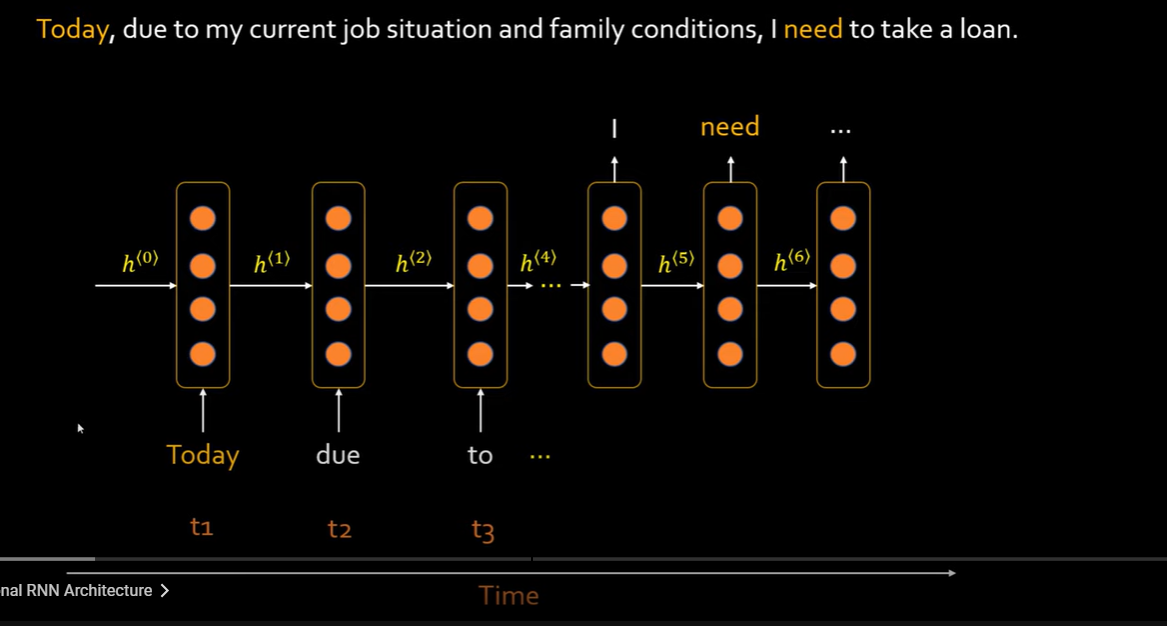 Today, due to my current job situation and family conditions, I need to take a loan.
I need ...
h⟨0⟩ h⟨1⟩ h⟨2⟩ h⟨4⟩ ... h⟨5⟩ h⟨6⟩
Today due to ...
t1 t2 t3
nal RNN Architecture >
Time